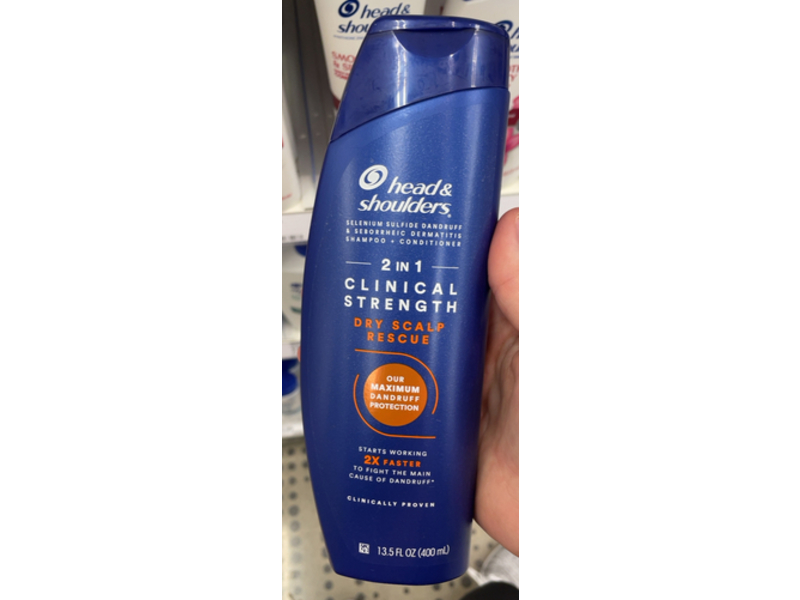 head &
shoulders
SELENIUM SULFIDE DANDRUFF
& SEBORRHEIC DERMATITIS
SHAMPOO + CONDITIONER
2 IN 1
CLINICAL
STRENGTH
DRY SCALP
RESCUE
OUR
MAXIMUM
DANDRUFF
PROTECTION
STARTS WORKING
2X FASTER
TO FIGHT THE MAIN
CAUSE OF DANDRUFF*
CLINICALLY PROVEN
13.5 FL OZ (400 mL)
head &